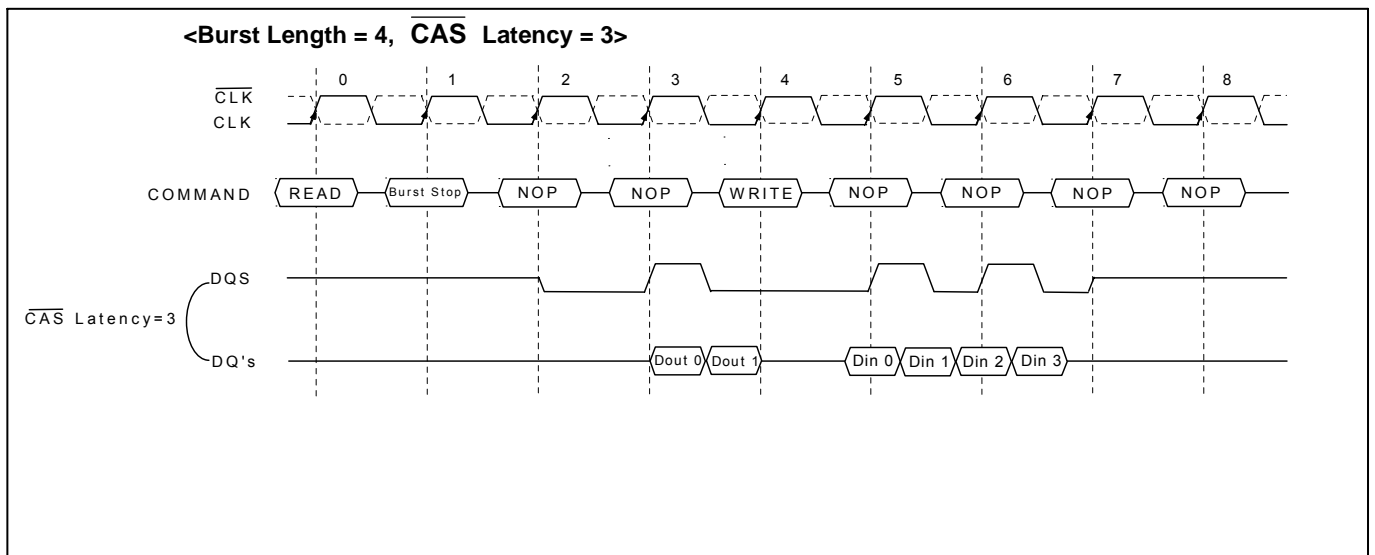 <Burst Length = 4, CAS Latency = 3>
0 1 2 3 4 5 6 7 8
CLK
CLK
COMMAND READ Burst Stop NOP NOP WRITE NOP NOP NOP NOP
DQS
CAS Latency=3
DQ's Dout 0 Dout 1 Din 0 Din 1 Din 2 Din 3